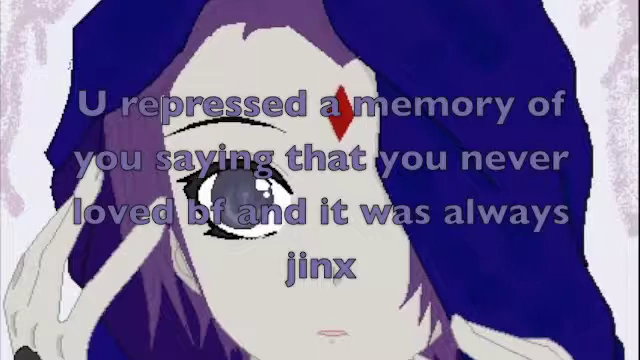 U repressed a memory of
you saying that you never
loved bf and it was always
jinx